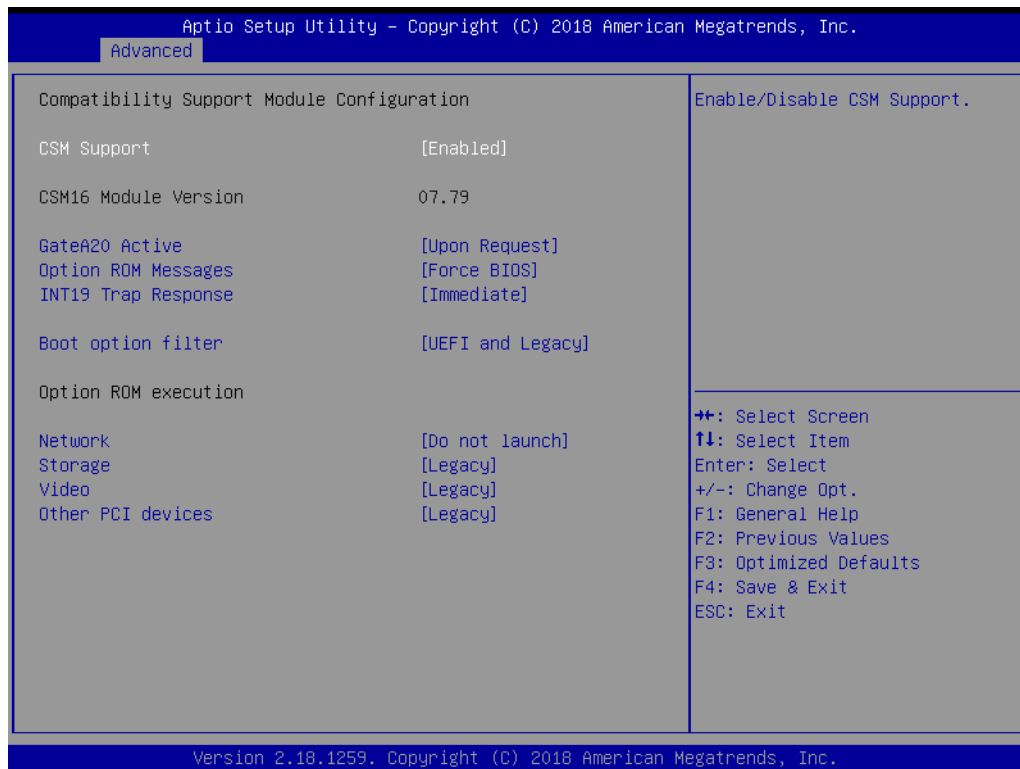 Aptio Setup Utility – Copyright (C) 2018 American Megatrends, Inc.
Advanced
Compatibility Support Module Configuration
CSM Support [Enabled]
CSM16 Module Version 07.79
GateA20 Active [Upon Request]
Option ROM Messages [Force BIOS]
INT19 Trap Response [Immediate]
Boot option filter [UEFI and Legacy]
Option ROM execution
Network [Do not launch]
Storage [Legacy]
Video [Legacy]
Other PCI devices [Legacy]
Enable/Disable CSM Support.
→←: Select Screen
↑↓: Select Item
Enter: Select
+/-: Change Opt.
F1: General Help
F2: Previous Values
F3: Optimized Defaults
F4: Save & Exit
ESC: Exit
Version 2.18.1259. Copyright (C) 2018 American Megatrends, Inc.